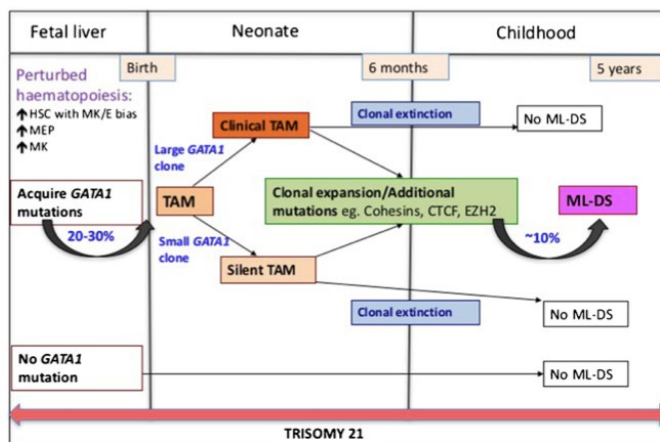 Fetal liver
Neonate
Childhood
Birth
6 months
5 years
Perturbed
haematopoiesis:
↑HSC with MK/E bias
↑MEP
↑MK
Clinical TAM
Clonal extinction
No ML-DS
Large GATA1
clone
Acquire GATA1
mutations
20-30%
TAM
Clonal expansion/Additional
mutations eg. Cohesins, CTCF, EZH2
ML-DS
~10%
Small GATA1
clone
Silent TAM
Clonal extinction
No ML-DS
No GATA1
mutation
No ML-DS
TRISOMY 21